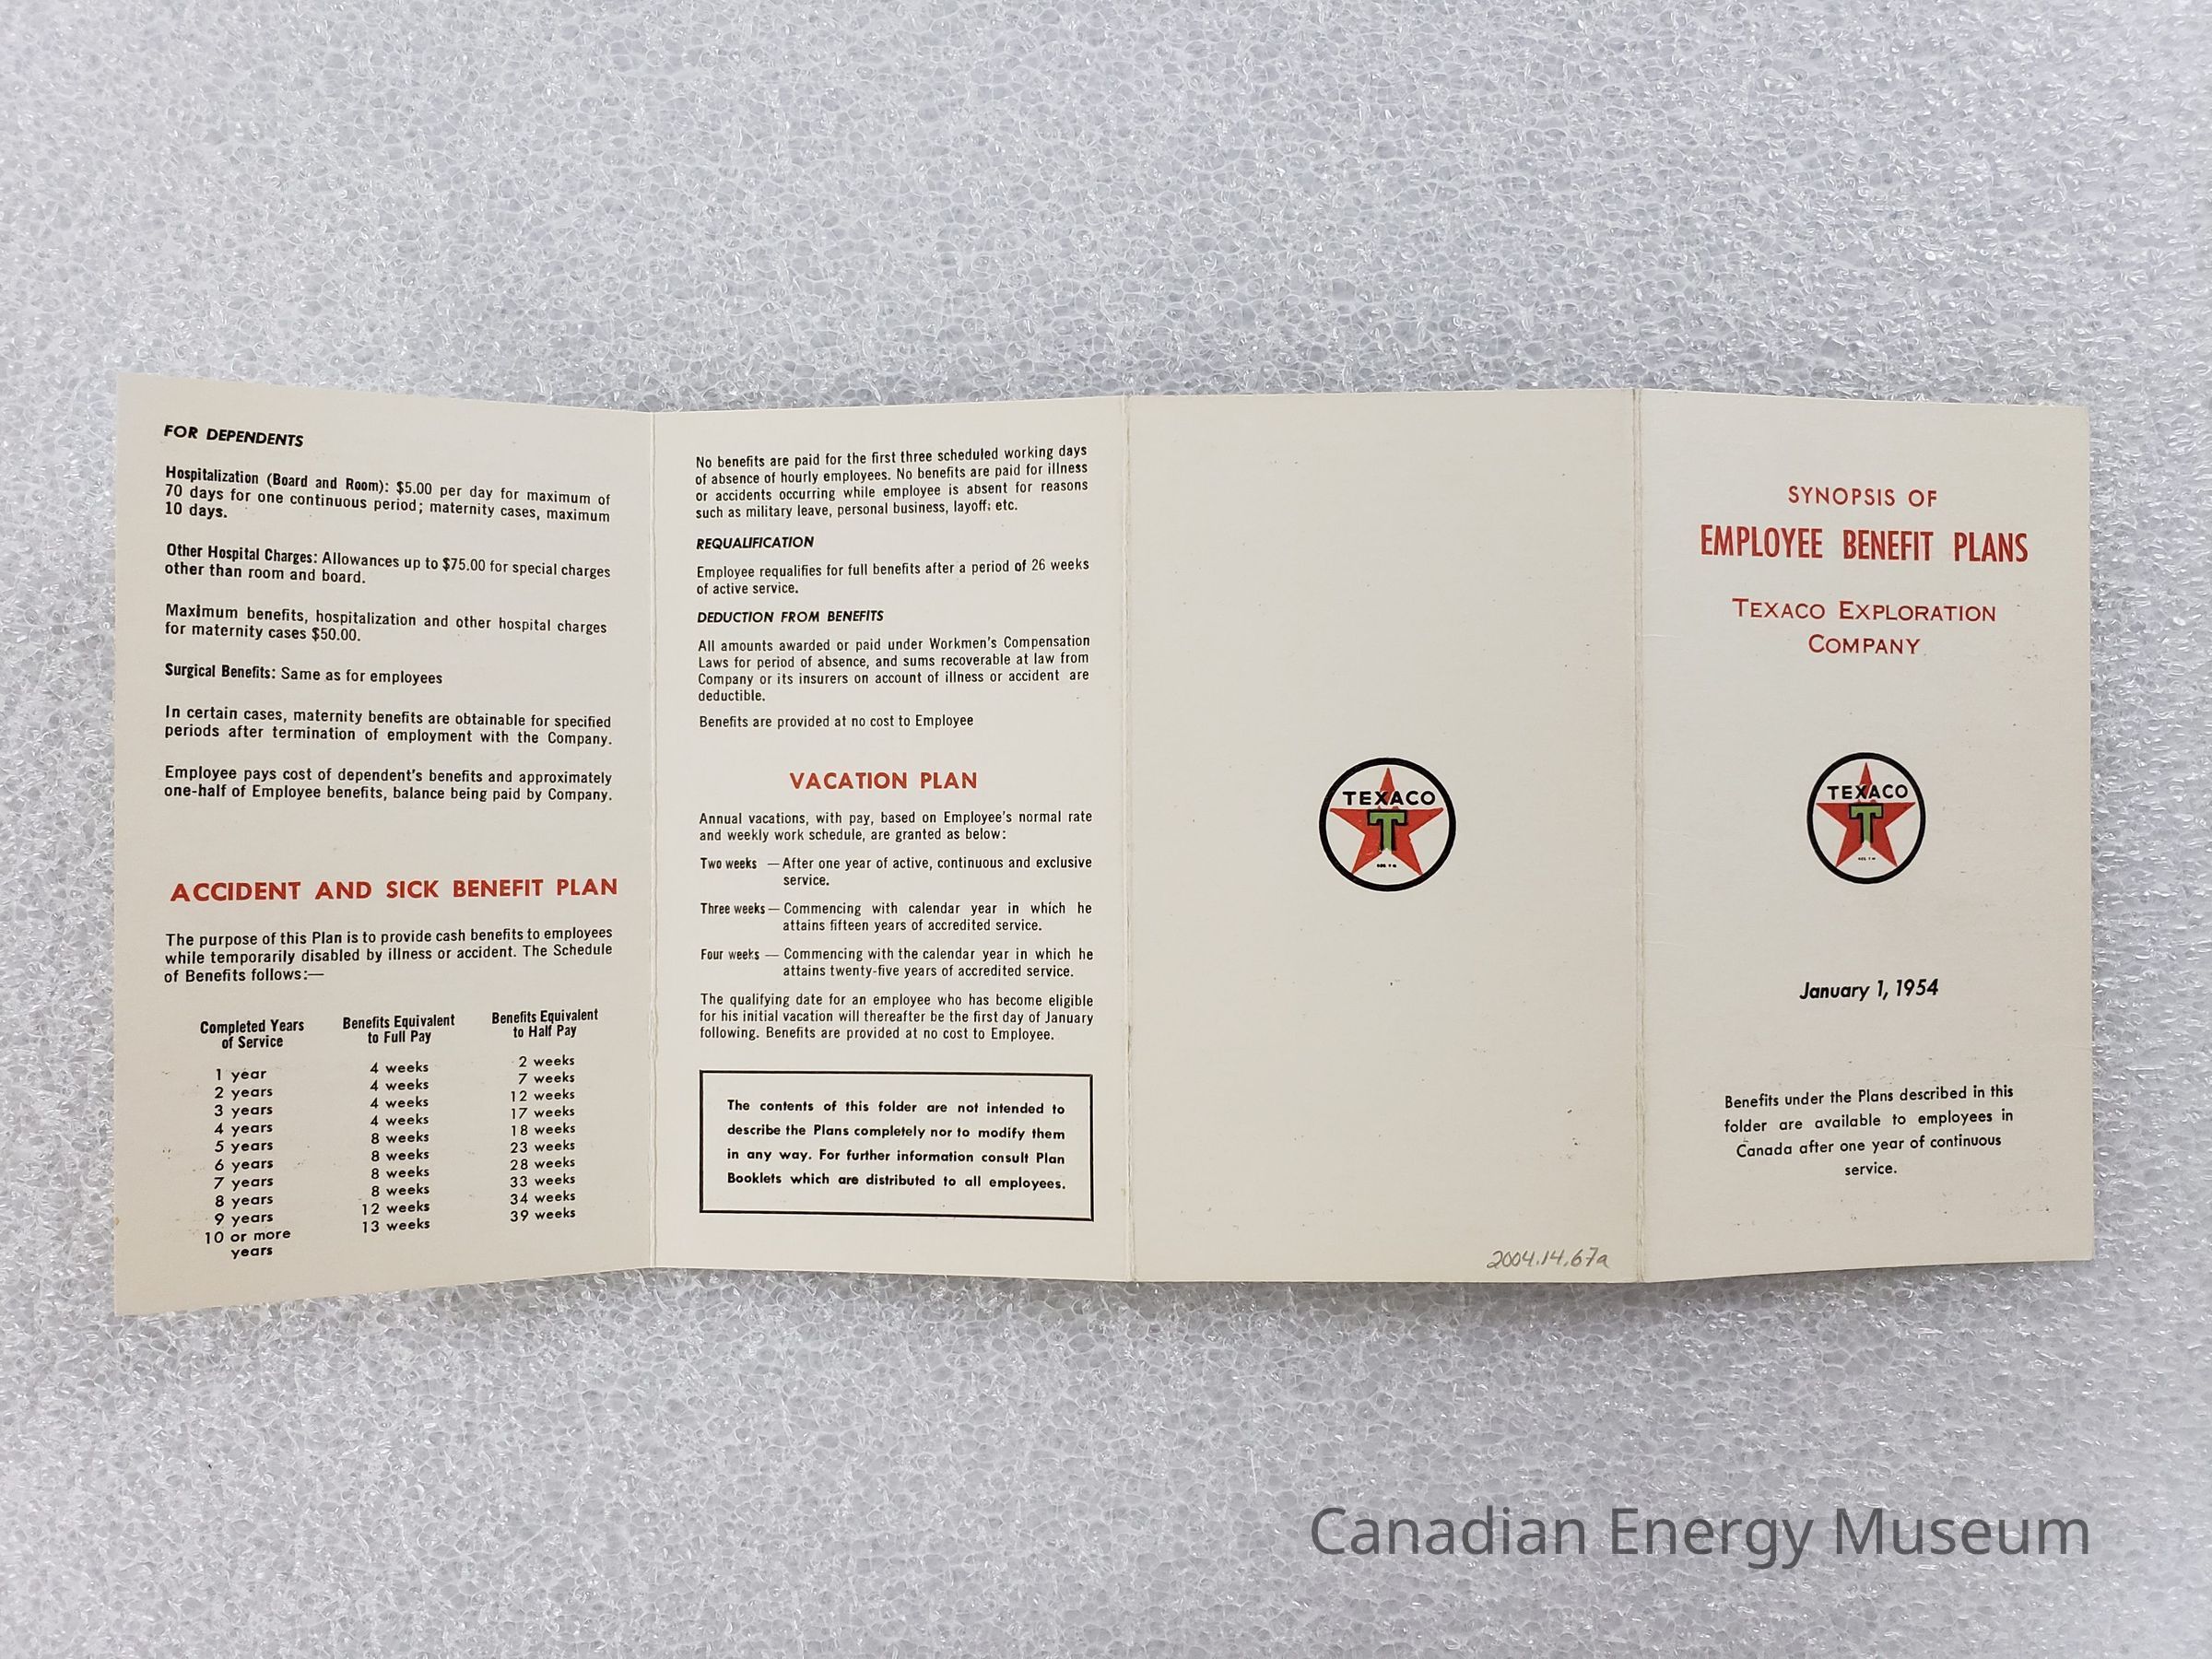 FOR DEPENDENTS
Hospitalization (Board and Room): $5.00 per day for maximum of
70 days for one continuous period; maternity cases, maximum
10 days.
Other Hospital Charges: Allowances up to $75.00 for special charges
other than room and board.
Maximum benefits, hospitalization and other hospital charges
for maternity cases $50.00.
Surgical Benefits: Same as for employees
In certain cases, maternity benefits are obtainable for specified
periods after termination of employment with the Company.
Employee pays cost of dependent's benefits and approximately
one-half of Employee benefits, balance being paid by Company.
ACCIDENT AND SICK BENEFIT PLAN
The purpose of this Plan is to provide cash benefits to employees
while temporarily disabled by illness or accident. The Schedule
of Benefits follows:—
Completed Years Benefits Equivalent Benefits Equivalent
of Service to Full Pay to Half Pay
1 year 4 weeks 2 weeks
2 years 4 weeks 7 weeks
3 years 4 weeks 12 weeks
4 years 4 weeks 17 weeks
5 years 8 weeks 18 weeks
6 years 8 weeks 23 weeks
7 years 8 weeks 28 weeks
8 years 8 weeks 33 weeks
9 years 12 weeks 34 weeks
10 or more 13 weeks 39 weeks
years
No benefits are paid for the first three scheduled working days
of absence of hourly employees. No benefits are paid for illness
or accidents occurring while employee is absent for reasons
such as military leave, personal business, layoff; etc.
REQUALIFICATION
Employee requalifies for full benefits after a period of 26 weeks
of active service.
DEDUCTION FROM BENEFITS
All amounts awarded or paid under Workmen's Compensation
Laws for period of absence, and sums recoverable at law from
Company or its insurers on account of illness or accident are
deductible.
Benefits are provided at no cost to Employee
VACATION PLAN
Annual vacations, with pay, based on Employee's normal rate
and weekly work schedule, are granted as below:
Two weeks — After one year of active, continuous and exclusive
service.
Three weeks — Commencing with calendar year in which he
attains fifteen years of accredited service.
Four weeks — Commencing with the calendar year in which he
attains twenty-five years of accredited service.
The qualifying date for an employee who has become eligible
for his initial vacation will thereafter be the first day of January
following. Benefits are provided at no cost to Employee.
The contents of this folder are not intended to
describe the Plans completely nor to modify them
in any way. For further information consult Plan
Booklets which are distributed to all employees.
TEXACO
T
2004.14.67a
SYNOPSIS OF
EMPLOYEE BENEFIT PLANS
TEXACO EXPLORATION
COMPANY
TEXACO
T
January 1, 1954
Benefits under the Plans described in this
folder are available to employees in
Canada after one year of continuous
service.
Canadian Energy Museum